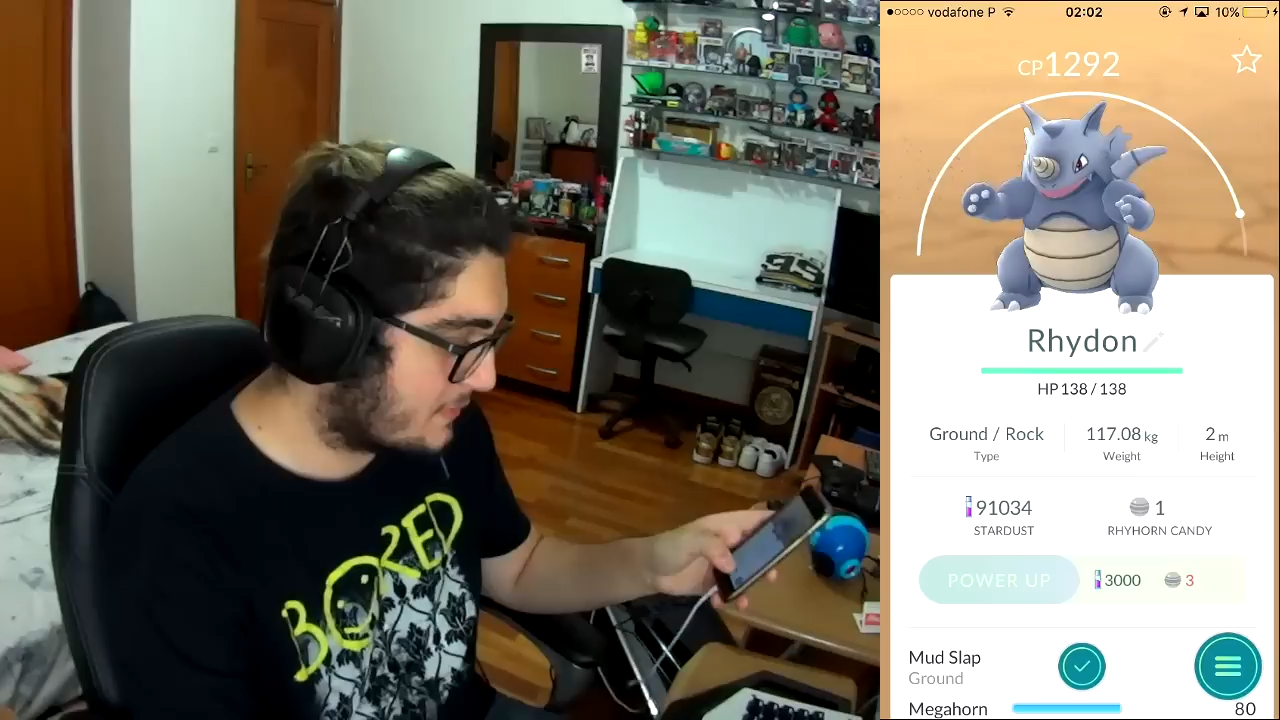 BORED
vodafone P
02:02
10%
CP1292
Rhydon
HP 138 / 138
Ground / Rock
117.08 kg
2 m
Type
Weight
Height
91034
1
STARDUST
RHYHORN CANDY
POWER UP
3000
3
Mud Slap
Ground
Megahorn
80